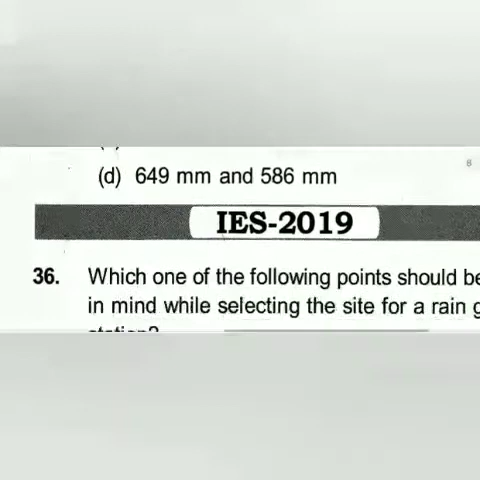 (d) 649 mm and 586 mm
IES-2019
36. Which one of the following points should be
in mind while selecting the site for a rain g